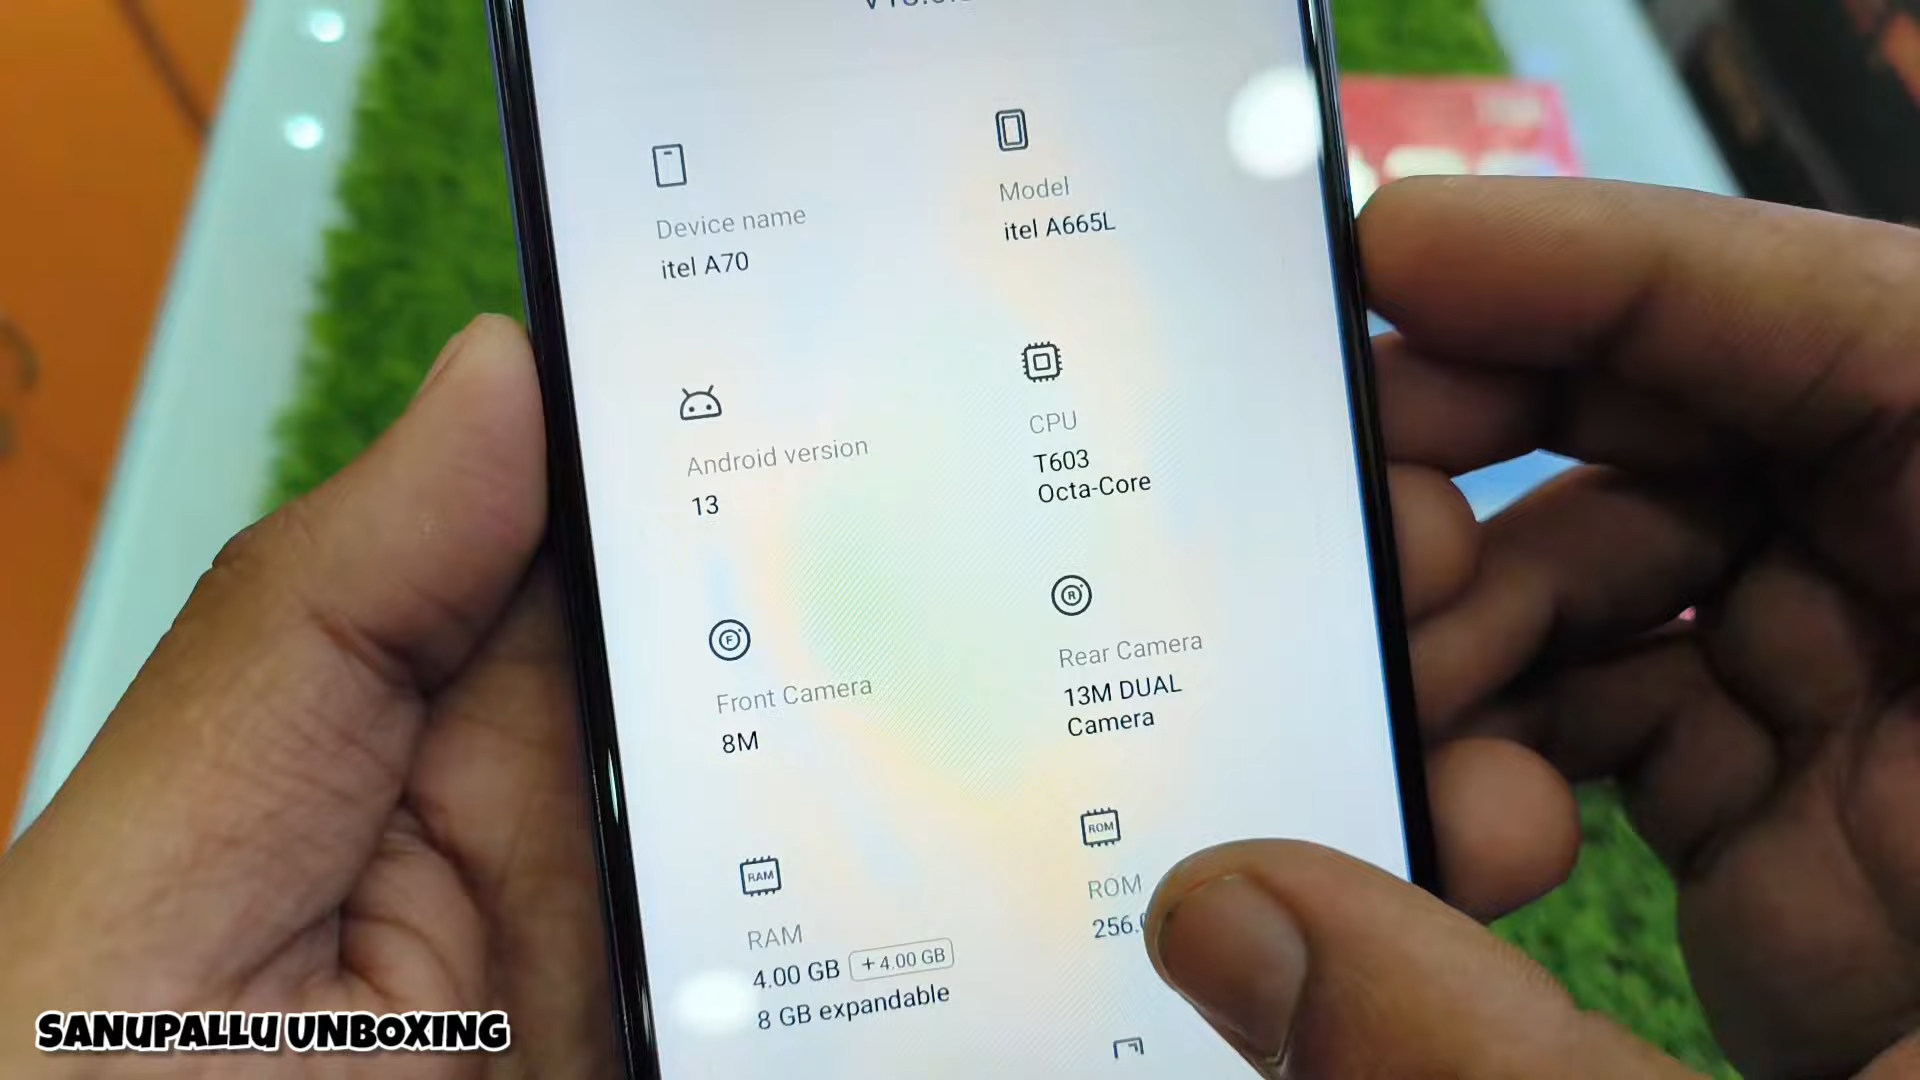 Device name
itel A70
Model
itel A665L
Android version
13
CPU
T603
Octa-Core
F
Front Camera
8M
R
Rear Camera
13M DUAL
Camera
RAM
RAM
4.00 GB +4.00 GB
8 GB expandable
ROM
ROM
256.
SANUPALLU UNBOXING